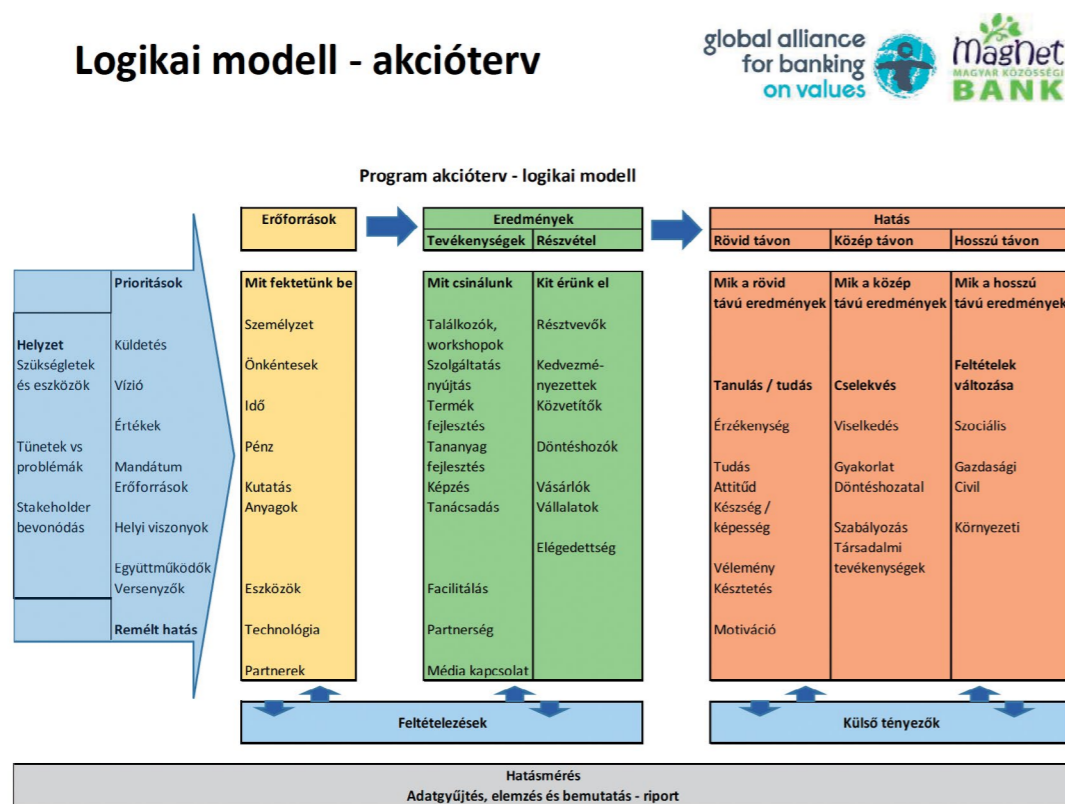 Logikai modell - akcióterv
global alliance
for banking
on values
MagNet
MAGYAR KÖZÖSSÉGI
BANK
Program akcióterv - logikai modell
Helyzet
Szükségletek
és eszközök
Tünetek vs
problémák
Stakeholder
bevonódás
Prioritások
Küldetés
Vízió
Értékek
Mandátum
Erőforrások
Helyi viszonyok
Együttműködők
Versenyzők
Remélt hatás
Erőforrások
Mit fektetünk be
Személyzet
Önkéntesek
Idő
Pénz
Kutatás
Anyagok
Eszközök
Technológia
Partnerek
Eredmények
Tevékenységek
Részvétel
Mit csinálunk
Találkozók,
workshopok
Szolgáltatás
nyújtás
Termék
fejlesztés
Tananyag
fejlesztés
Képzés
Tanácsadás
Facilitálás
Partnerség
Média kapcsolat
Kit érünk el
Résztvevők
Kedvezmé-
nyezettek
Közvetítők
Döntéshozók
Vásárlók
Vállalatok
Elégedettség
Hatás
Rövid távon
Közép távon
Hosszú távon
Mik a rövid
távú eredmények
Tanulás / tudás
Érzékenység
Tudás
Attitűd
Készség /
képesség
Vélemény
Késztetés
Motiváció
Mik a közép
távú eredmények
Cselekvés
Viselkedés
Gyakorlat
Döntéshozatal
Szabályozás
Társadalmi
tevékenységek
Mik a hosszú
távú eredmények
Feltételek
változása
Szociális
Gazdasági
Civil
Környezeti
Feltételezések
Külső tényezők
Hatásmérés
Adatgyűjtés, elemzés és bemutatás - riport